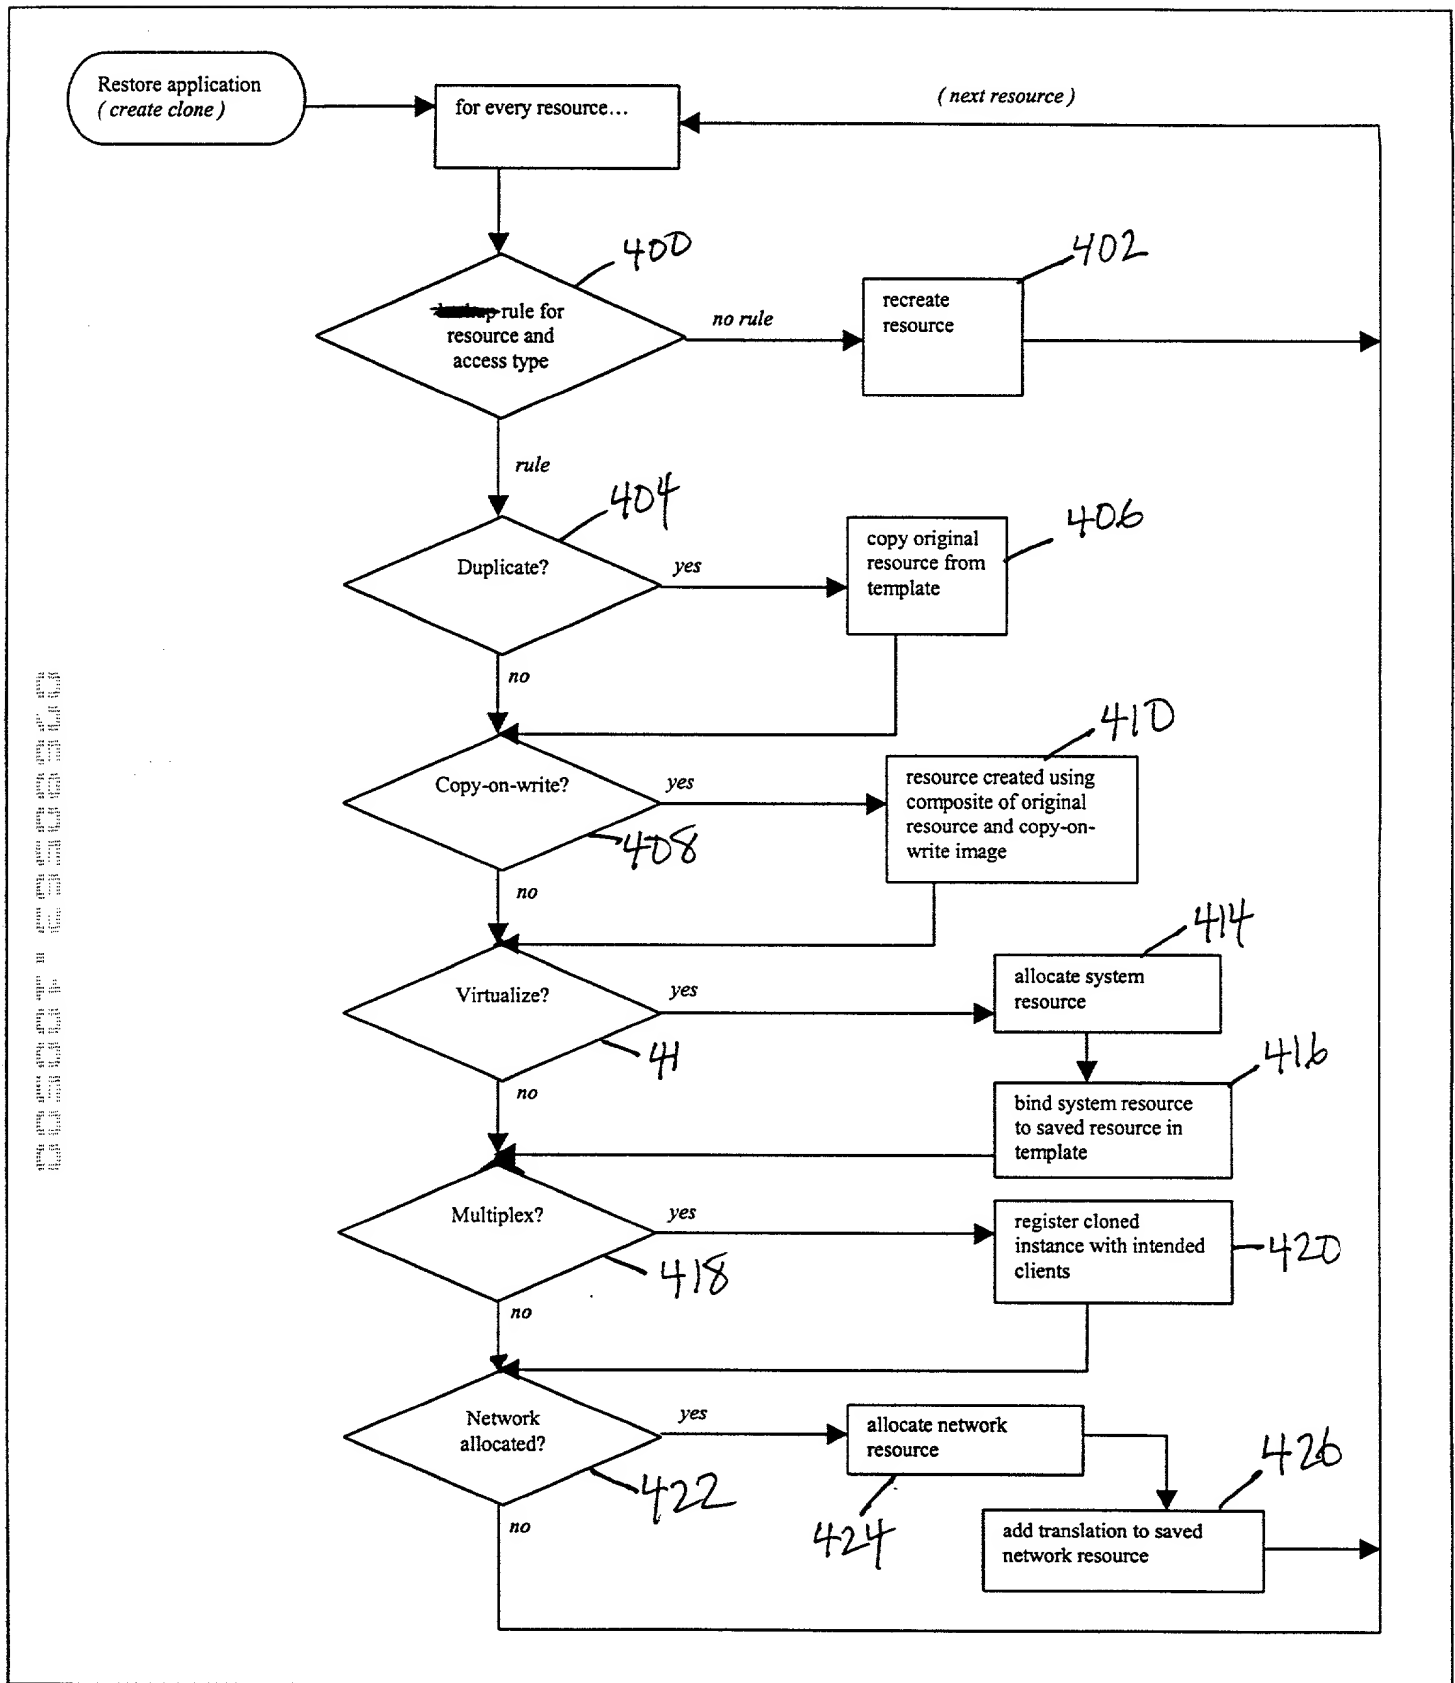 Restore application
( create clone )
for every resource...
( next resource )
400
402
rule for
resource and
access type
no rule
recreate
resource
rule
404
406
Duplicate?
yes
copy original
resource from
template
no
410
Copy-on-write?
yes
resource created using
composite of original
resource and copy-on-
write image
408
no
414
Virtualize?
yes
allocate system
resource
41
416
no
bind system resource
to saved resource in
template
Multiplex?
yes
register cloned
instance with intended
clients
420
418
no
Network
allocated?
yes
allocate network
resource
426
422
424
no
add translation to saved
network resource